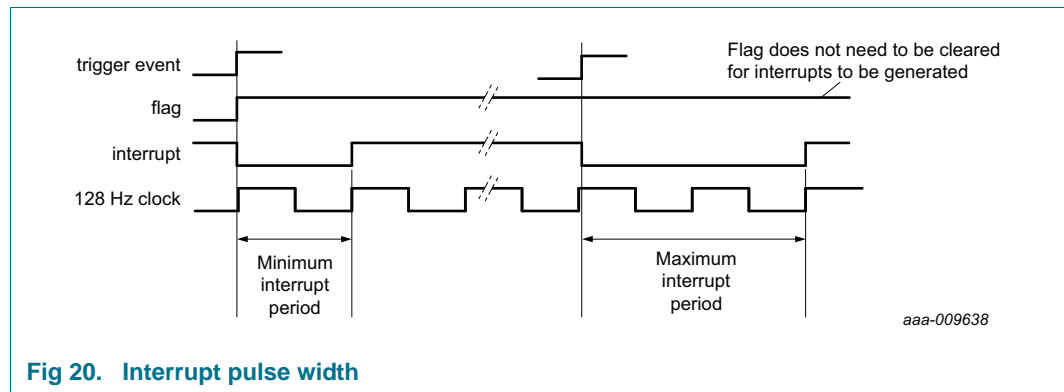 trigger event
Flag does not need to be cleared
for interrupts to be generated
flag
interrupt
128 Hz clock
Minimum
interrupt
period
Maximum
interrupt
period
aaa-009638
Fig 20. Interrupt pulse width